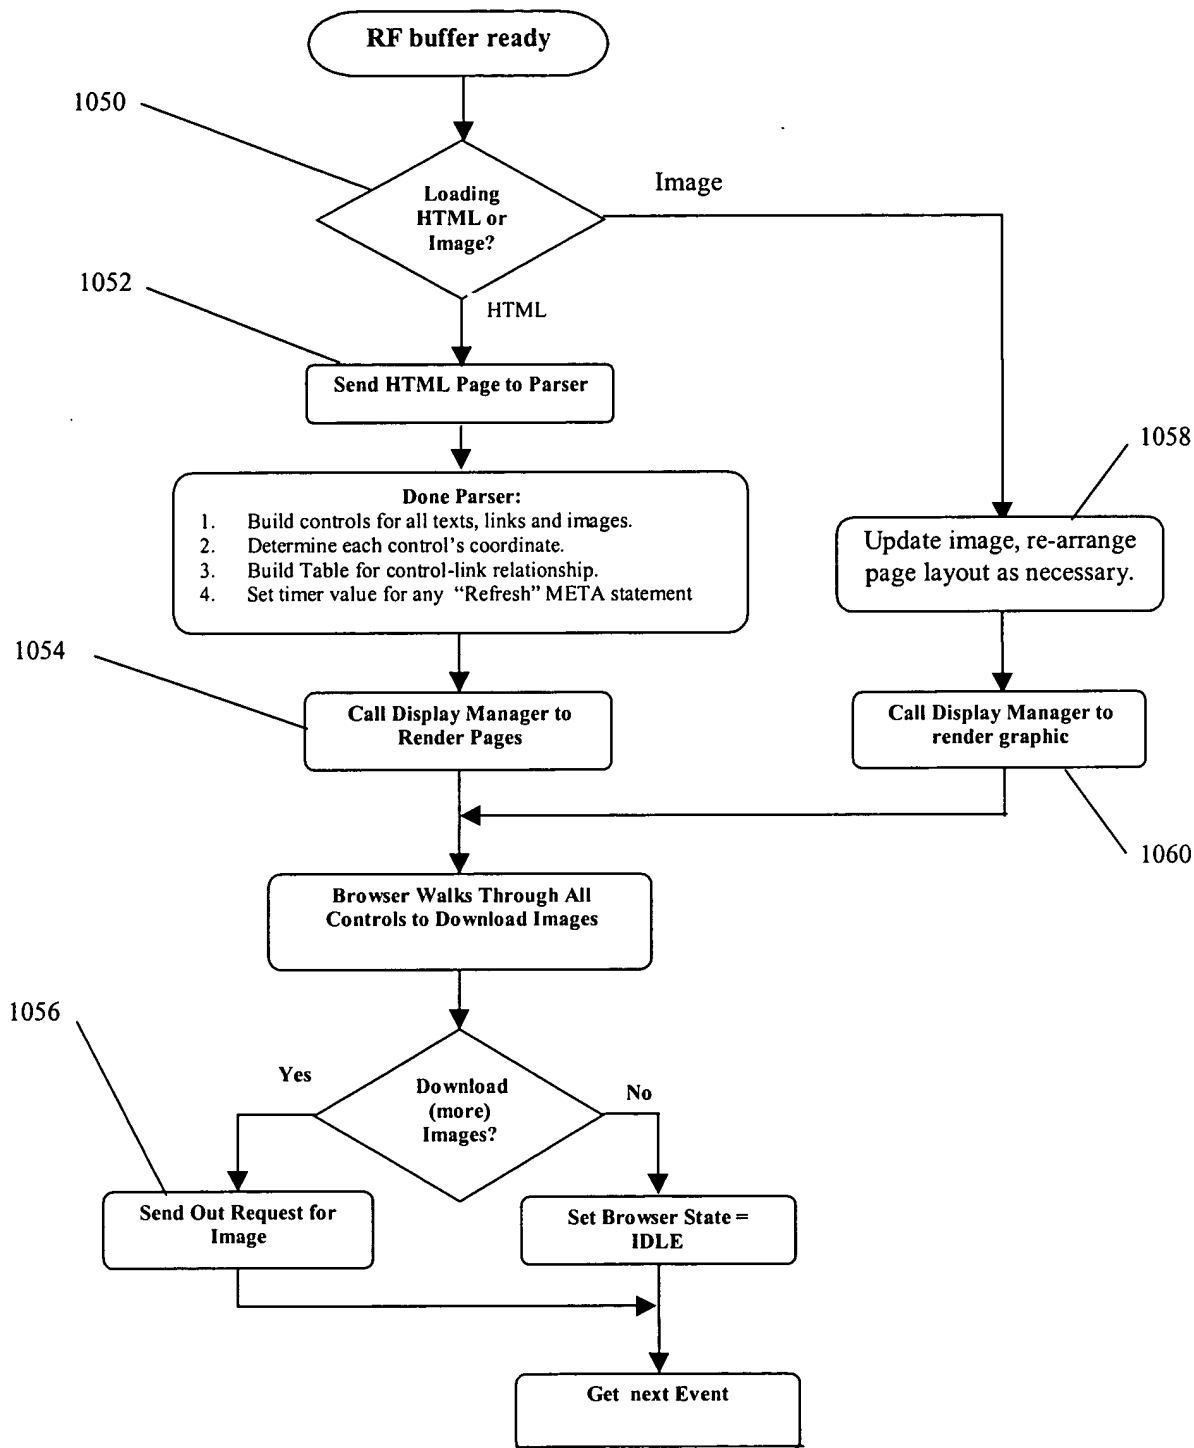 RF buffer ready
1050
Loading
HTML or
Image?
Image
1052
HTML
Send HTML Page to Parser
1058
Done Parser:
1. Build controls for all texts, links and images.
2. Determine each control's coordinate.
3. Build Table for control-link relationship.
4. Set timer value for any "Refresh" META statement
Update image, re-arrange
page layout as necessary.
1054
Call Display Manager to
Render Pages
Call Display Manager to
render graphic
1060
Browser Walks Through All
Controls to Download Images
1056
Yes
Download
(more)
Images?
No
Send Out Request for
Image
Set Browser State =
IDLE
Get next Event